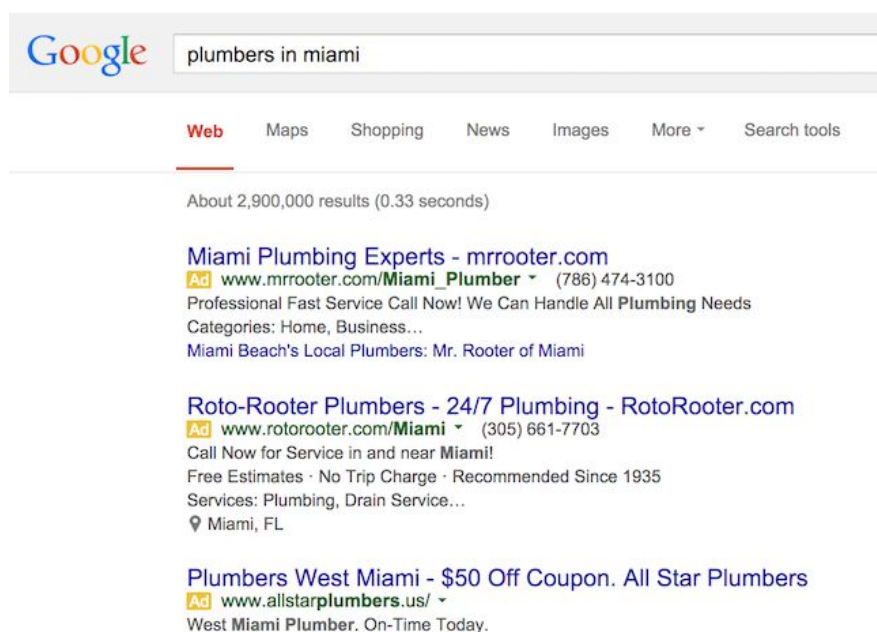 Google plumbers in miami
Web Maps Shopping News Images More Search tools
About 2,900,000 results (0.33 seconds)
Miami Plumbing Experts - mrrooter.com
Ad www.mrrooter.com/Miami_Plumber (786) 474-3100
Professional Fast Service Call Now! We Can Handle All Plumbing Needs
Categories: Home, Business...
Miami Beach's Local Plumbers: Mr. Rooter of Miami
Roto-Rooter Plumbers - 24/7 Plumbing - RotoRooter.com
Ad www.rotorooter.com/Miami (305) 661-7703
Call Now for Service in and near Miami!
Free Estimates · No Trip Charge · Recommended Since 1935
Services: Plumbing, Drain Service...
Miami, FL
Plumbers West Miami - $50 Off Coupon. All Star Plumbers
Ad www.allstarplumbers.us/
West Miami Plumber. On-Time Today.